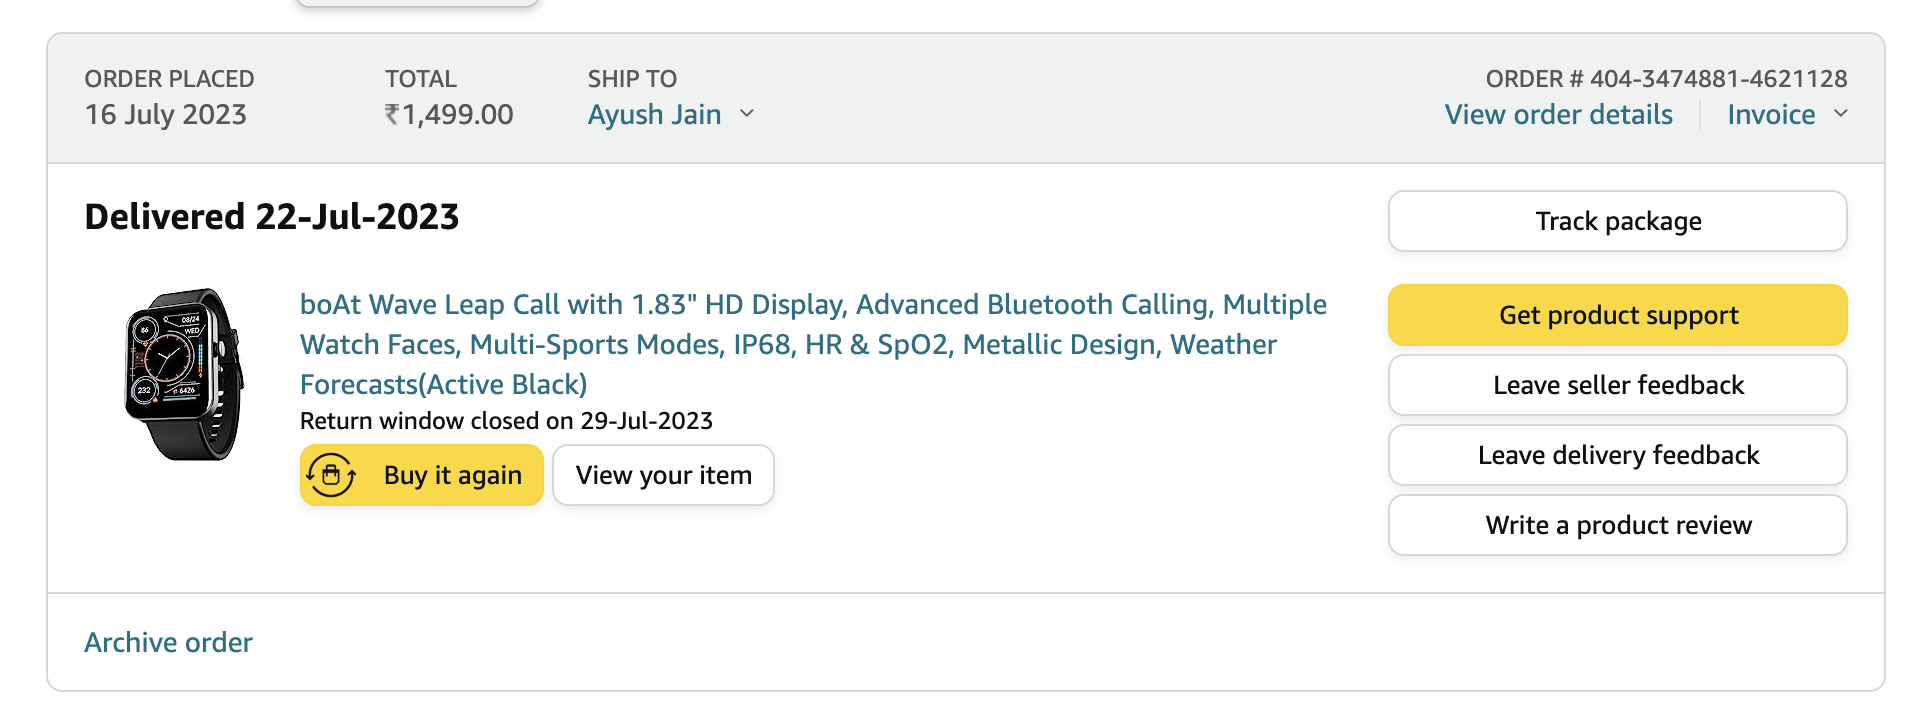 ORDER PLACED
16 July 2023
TOTAL
₹1,499.00
SHIP TO
Ayush Jain
ORDER # 404-3474881-4621128
View order details
Invoice
Delivered 22-Jul-2023
Track package
08/24
WED
86
232
6426
boAt Wave Leap Call with 1.83" HD Display, Advanced Bluetooth Calling, Multiple
Watch Faces, Multi-Sports Modes, IP68, HR & SpO2, Metallic Design, Weather
Forecasts(Active Black)
Return window closed on 29-Jul-2023
Buy it again
View your item
Get product support
Leave seller feedback
Leave delivery feedback
Write a product review
Archive order